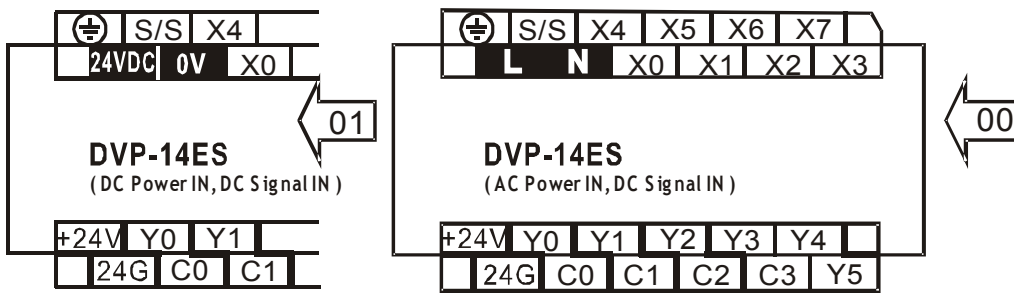 S/S X4
24VDC 0V X0
01
DVP-14ES
(DC Power IN, DC Signal IN)
+24V Y0 Y1
24G C0 C1
S/S X4 X5 X6 X7
L N X0 X1 X2 X3
00
DVP-14ES
(AC Power IN, DC Signal IN)
+24V Y0 Y1 Y2 Y3 Y4
24G C0 C1 C2 C3 Y5